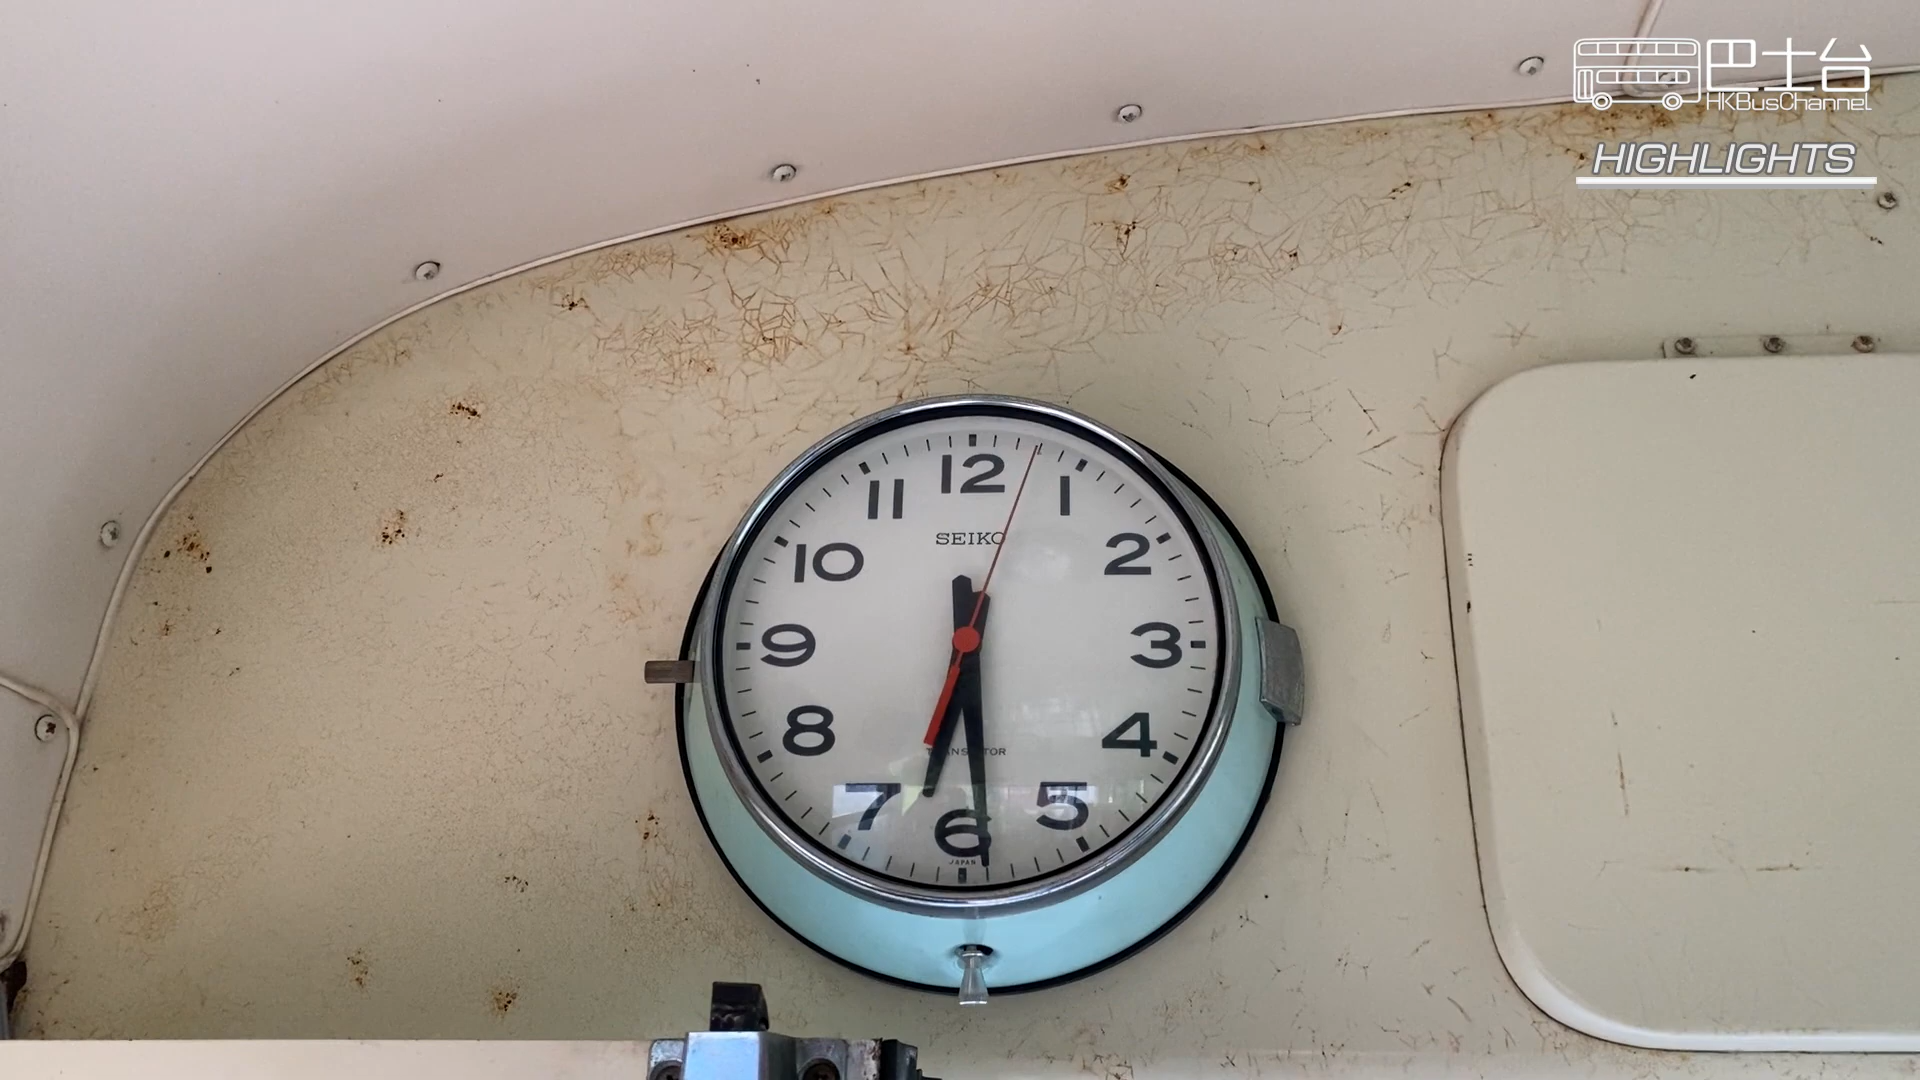 巴士台
HKBusChannel
HIGHLIGHTS
12
11
1
SEIKO
10
2
9
3
8
4
TRANSISTOR
7
5
6
JAPAN